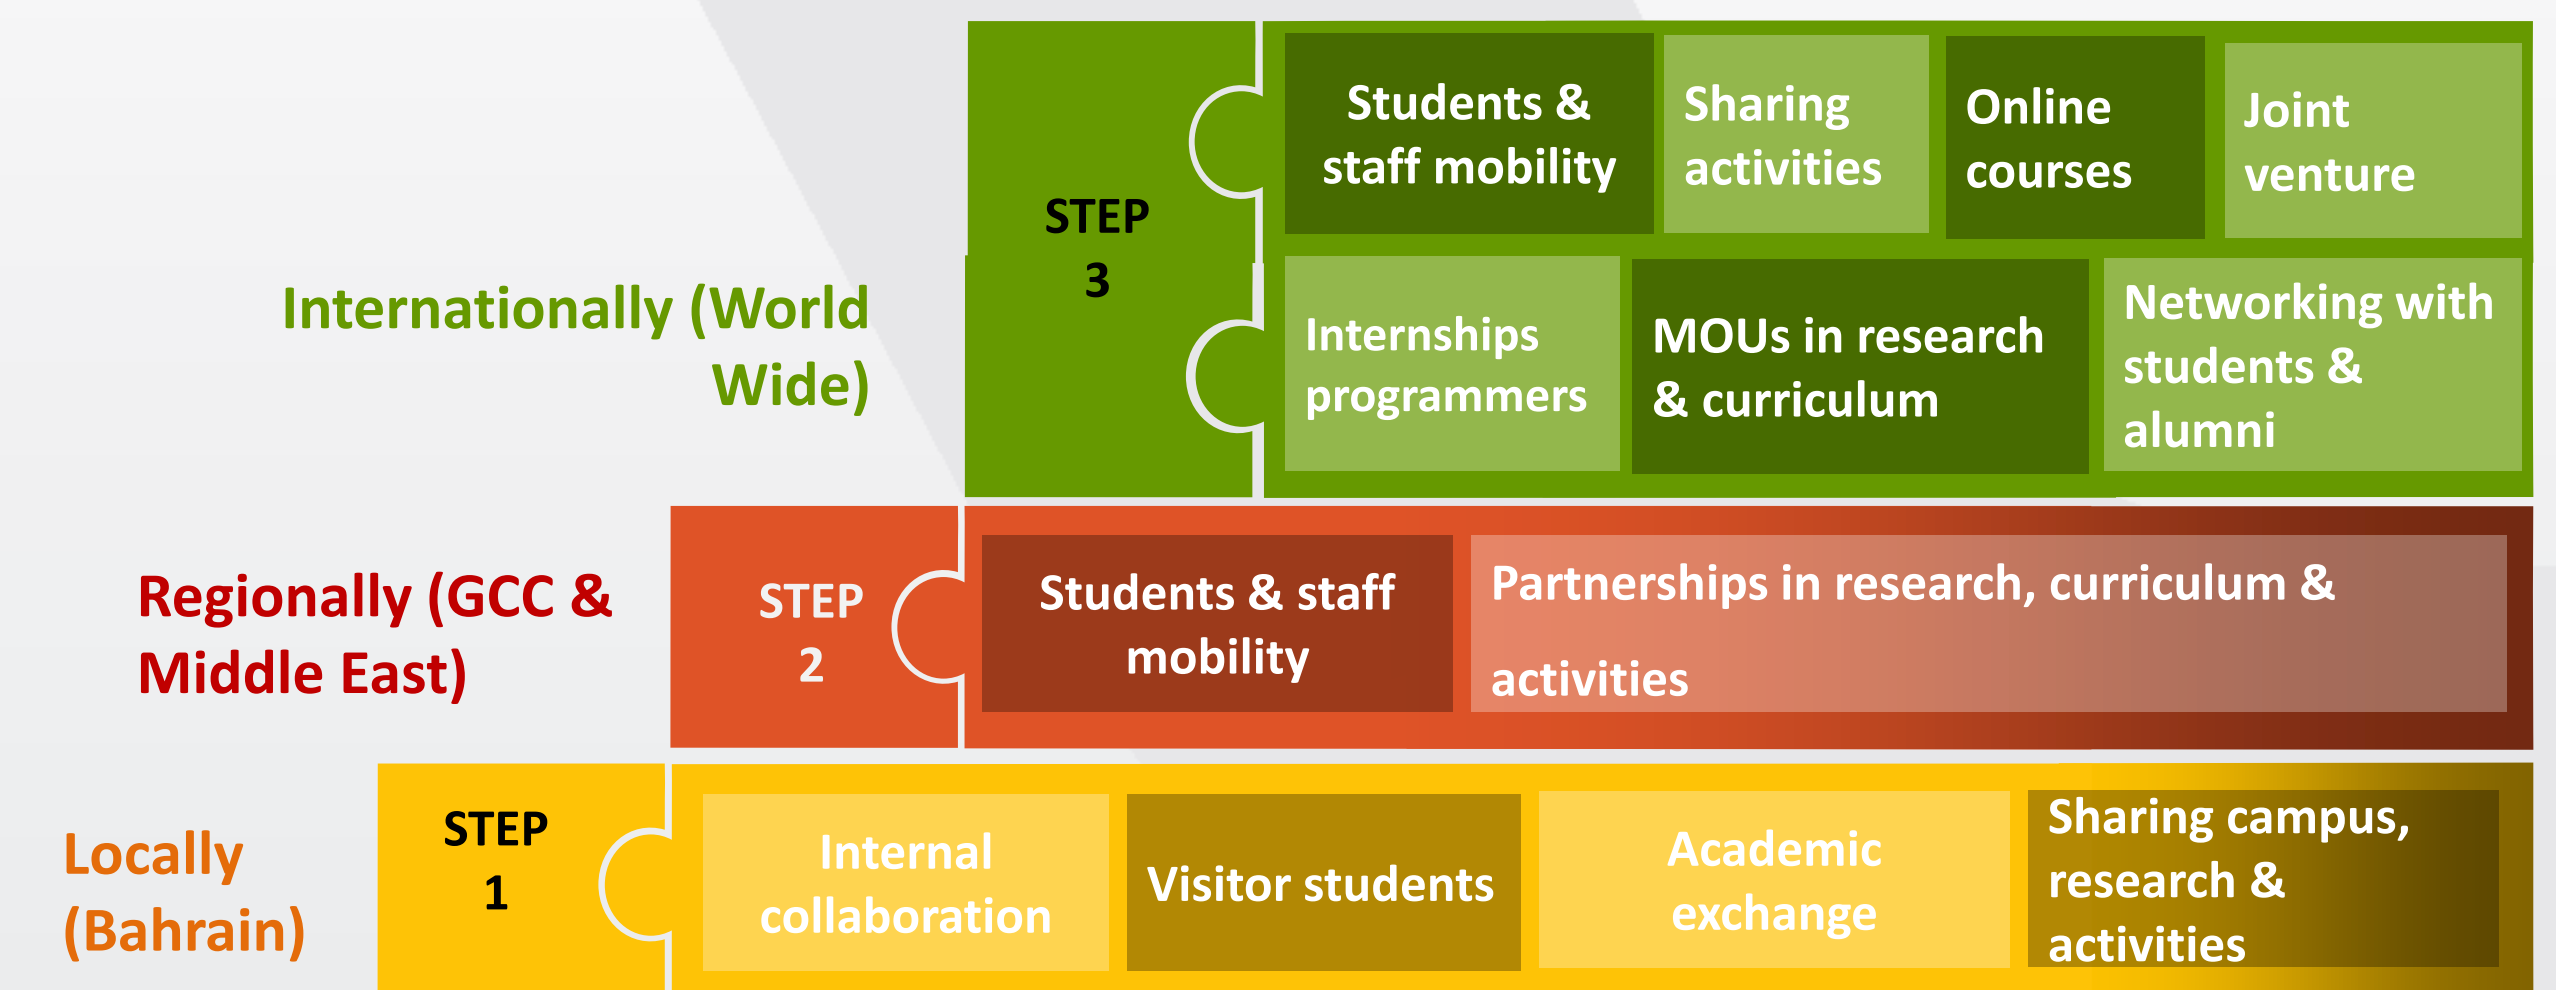 Internationally (World
Wide)
STEP
3
Students &
staff mobility
Sharing
activities
Online
courses
Joint
venture
Internships
programmers
MOUs in research
& curriculum
Networking with
students &
alumni
Regionally (GCC &
Middle East)
STEP
2
Students & staff
mobility
Partnerships in research, curriculum &
activities
Locally
(Bahrain)
STEP
1
Internal
collaboration
Visitor students
Academic
exchange
Sharing campus,
research &
activities